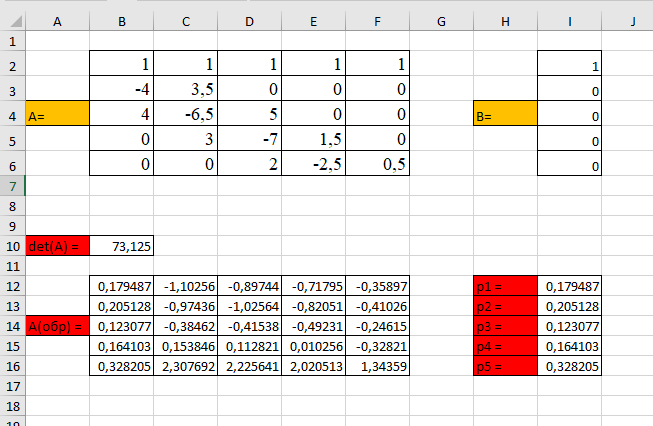 A B C D E F G H I J
1
2 1 1 1 1 1 1
3 -4 3,5 0 0 0 0
4 A= 4 -6,5 5 0 0 B= 0
5 0 3 -7 1,5 0 0
6 0 0 2 -2,5 0,5 0
7
8
9
10 det(A) = 73,125
11
12 0,179487 -1,10256 -0,89744 -0,71795 -0,35897 p1 = 0,179487
13 0,205128 -0,97436 -1,02564 -0,82051 -0,41026 p2 = 0,205128
14 A(обр) = 0,123077 -0,38462 -0,41538 -0,49231 -0,24615 p3 = 0,123077
15 0,164103 0,153846 0,112821 0,010256 -0,32821 p4 = 0,164103
16 0,328205 2,307692 2,225641 2,020513 1,34359 p5 = 0,328205
17
18
19